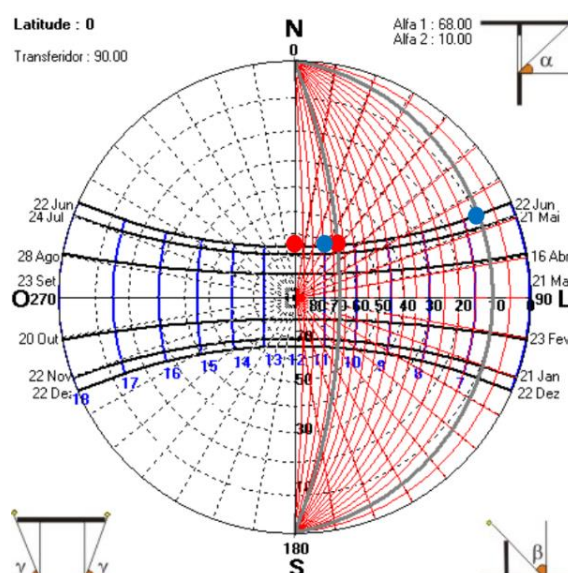 Latitude : 0
Transferidor : 90.00
Alfa 1 : 68.00
Alfa 2 : 10.00
N
0
α
22 Jun
24 Jul
28 Ago
23 Set
20 Out
22 Nov
22 Dez
22 Jun
21 Mai
16 Abr
21 Ma
23 Fev
21 Jan
22 Dez
O 270
90 L
80 70 60 50 40 30 20 10 0
18 17 16 15 14 13 12 11 10 9 8 7
50
30
180
S
γ γ
β